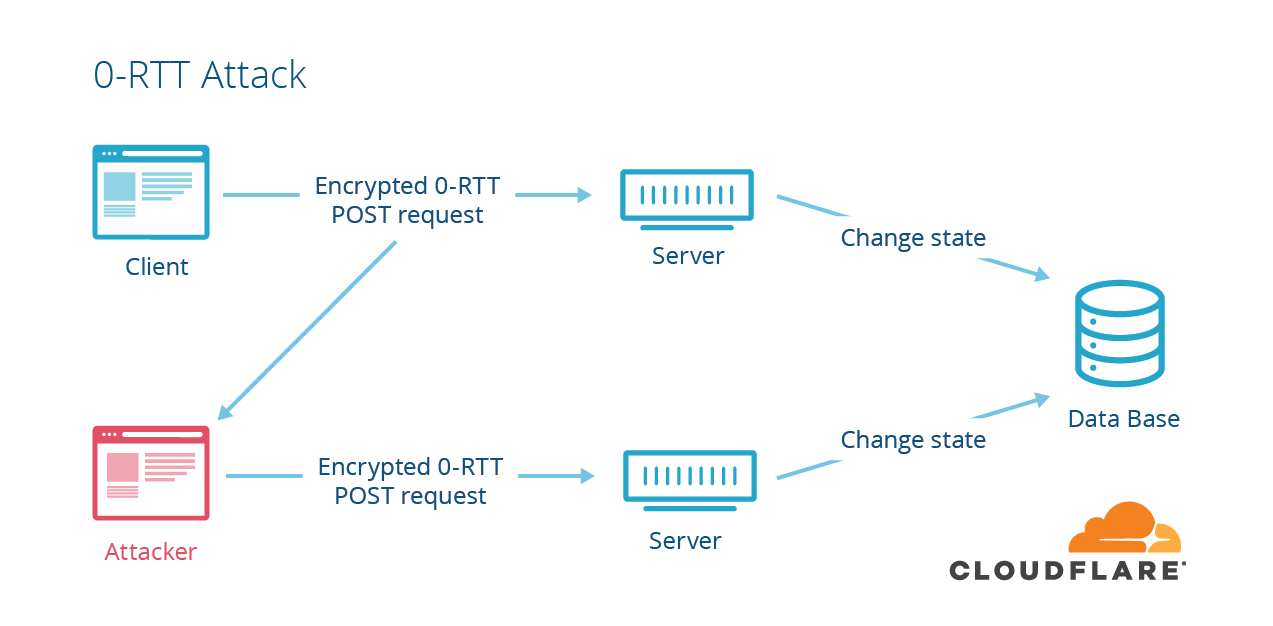 0-RTT Attack
Encrypted 0-RTT
POST request
Client
Server
Change state
Data Base
Encrypted 0-RTT
POST request
Attacker
Server
Change state
CLOUDFLARE